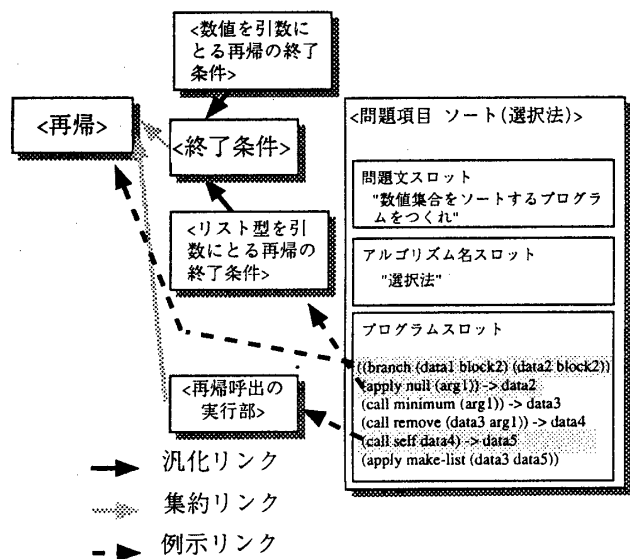 <数値を引数に
とる再帰の終了
条件>
<再帰>
<終了条件>
<リスト型を引
数にとる再帰の
終了条件>
<再帰呼出の
実行部>
汎化リンク
集約リンク
例示リンク
<問題項目 ソート(選択法)>
問題文スロット
"数値集合をソートするプログラ
ムをつくれ"
アルゴリズム名スロット
"選択法"
プログラムスロット
((branch (data1 block2) (data2 block2))
(apply null (arg1)) -> data2
(call minimum (arg1)) -> data3
(call remove (data3 arg1)) -> data4
(call self data4) -> data5
(apply make-list (data3 data5))